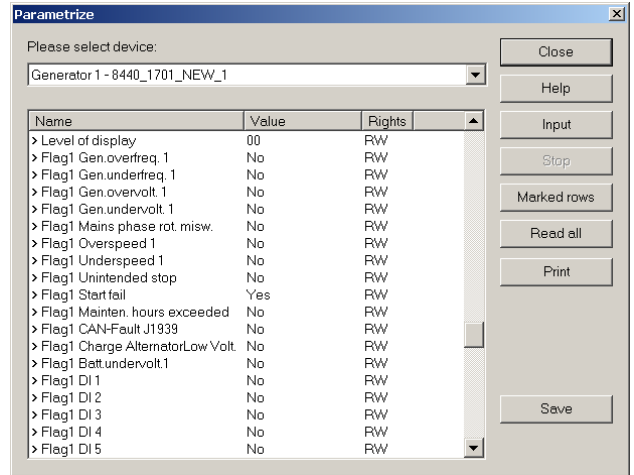 Parametrize
Please select device:
Generator 1 - 8440_1701_NEW_1
Close
Help
Input
Stop
Marked rows
Read all
Print
Save
Name Value Rights
> Level of display 00 RW
> Flag1 Gen.overfreq. 1 No RW
> Flag1 Gen.underfreq. 1 No RW
> Flag1 Gen.overvolt. 1 No RW
> Flag1 Gen.undervolt. 1 No RW
> Flag1 Mains phase rot. misw. No RW
> Flag1 Overspeed 1 No RW
> Flag1 Underspeed 1 No RW
> Flag1 Unintended stop No RW
> Flag1 Start fail Yes RW
> Flag1 Mainten. hours exceeded No RW
> Flag1 CAN-Fault J1939 No RW
> Flag1 Charge AlternatorLow Volt. No RW
> Flag1 Batt.undervolt.1 No RW
> Flag1 DI 1 No RW
> Flag1 DI 2 No RW
> Flag1 DI 3 No RW
> Flag1 DI 4 No RW
> Flag1 DI 5 No RW